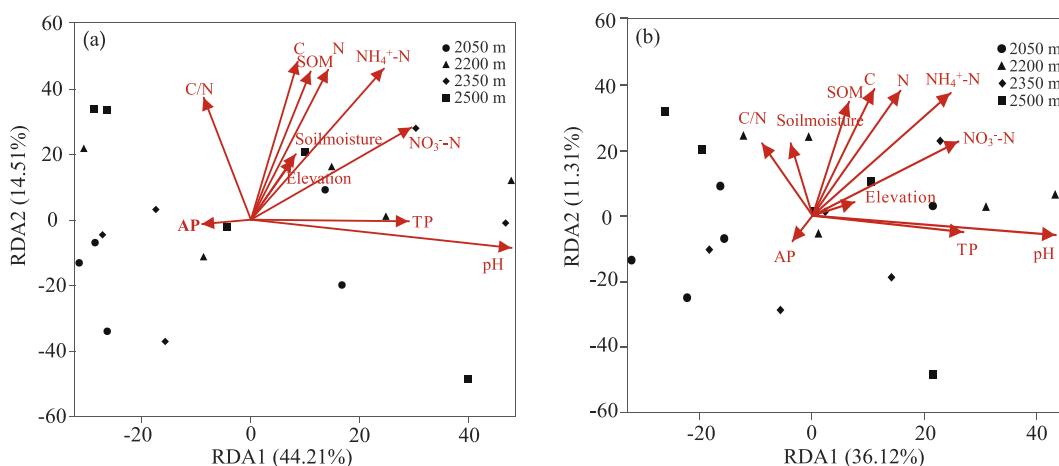 (a)
2050 m
2200 m
2350 m
2500 m
C
N
SOM
NH₄⁺-N
C/N
Soilmoisture
NO₃⁻-N
Elevation
AP
TP
pH
60
40
20
0
-20
-40
-60
-20
0
20
40
RDA2 (14.51%)
RDA1 (44.21%)
(b)
2050 m
2200 m
2350 m
2500 m
C
N
NH₄⁺-N
SOM
C/N
Soilmoisture
NO₃⁻-N
Elevation
AP
TP
pH
60
40
20
0
-20
-40
-60
-20
0
20
40
RDA2 (11.31%)
RDA1 (36.12%)